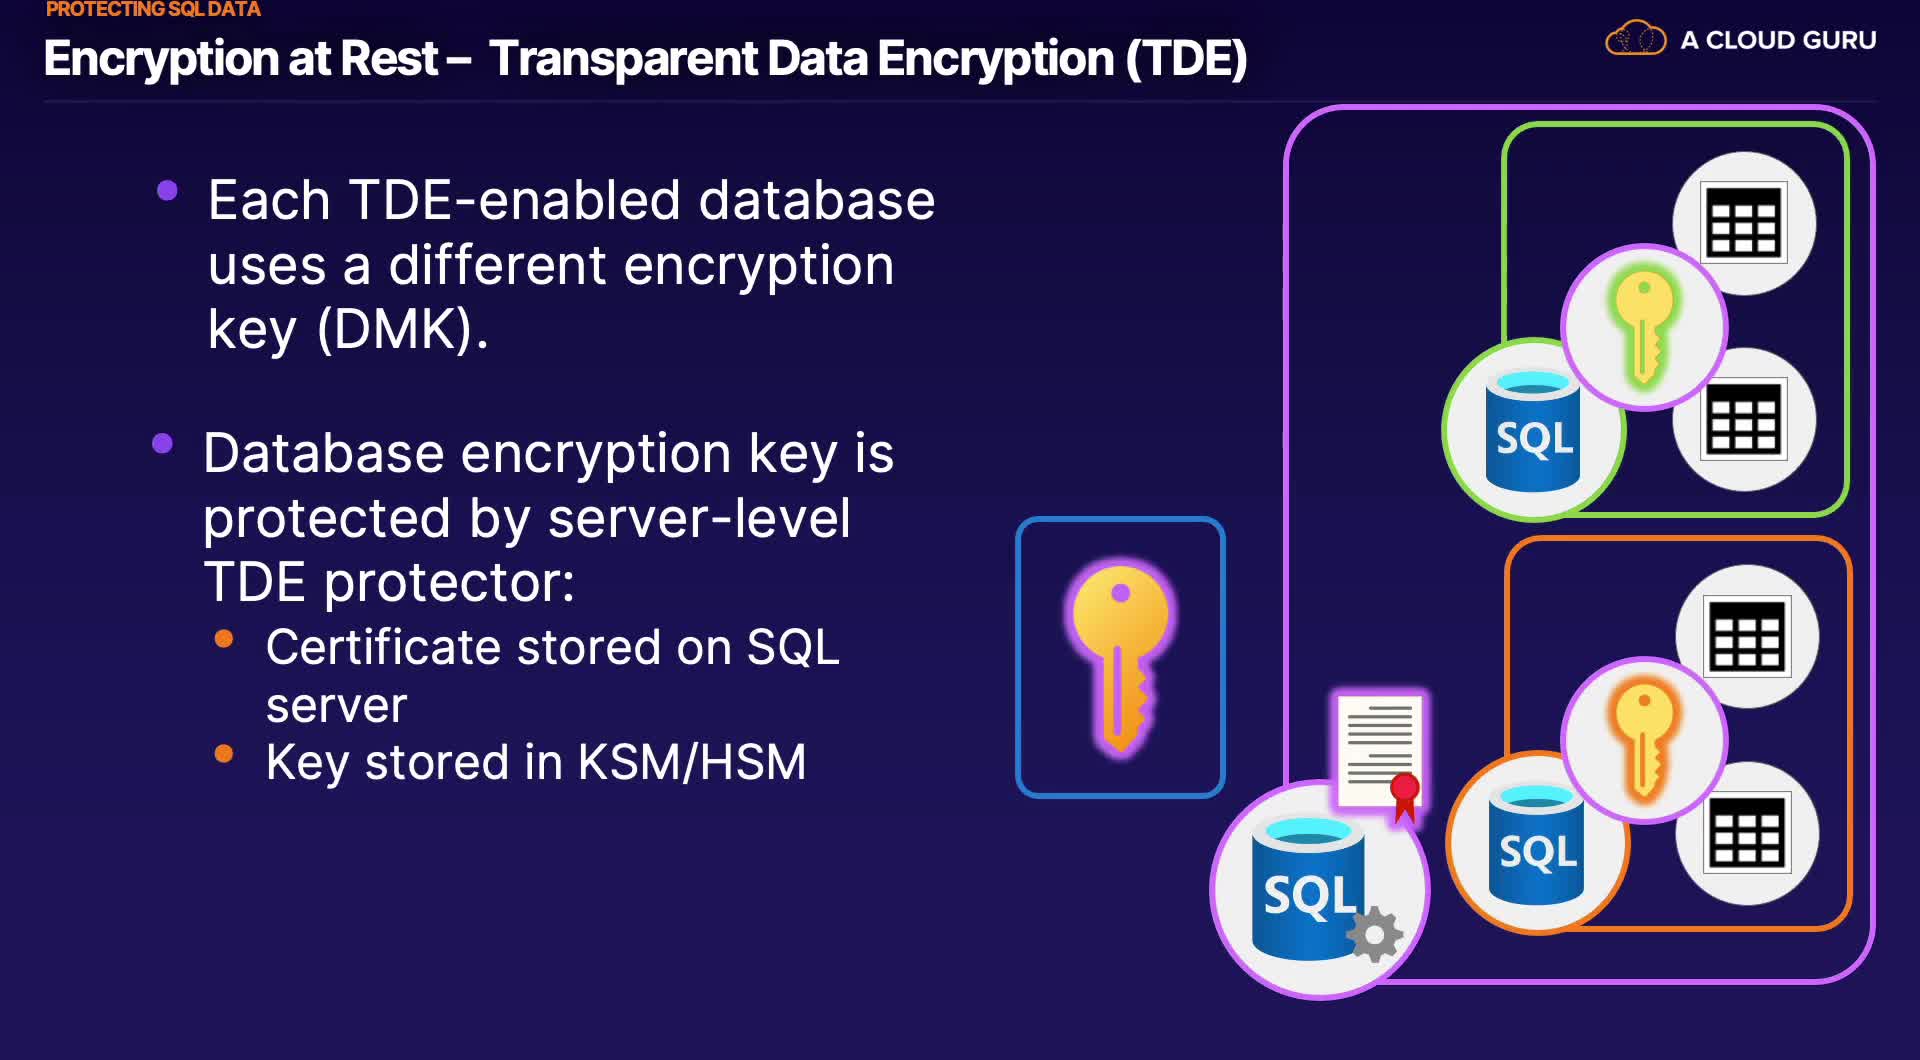 PROTECTING SQL DATA
Encryption at Rest – Transparent Data Encryption (TDE)
A CLOUD GURU
Each TDE-enabled database
uses a different encryption
key (DMK).
Database encryption key is
protected by server-level
TDE protector:
Certificate stored on SQL
server
Key stored in KSM/HSM
SQL
SQL
SQL